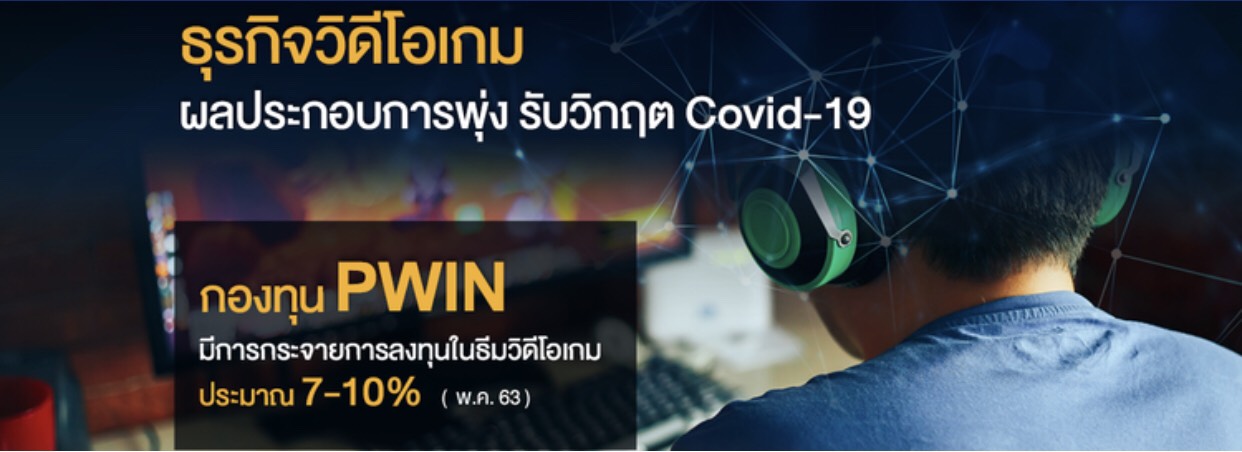 ธุรกิจวิดีโอเกม
ผลประกอบการพุ่ง รับวิกฤต Covid-19
กองทุน PWIN
มีการกระจายการลงทุนในธีมวิดีโอเกม
ประมาณ 7-10% ( พ.ค. 63 )